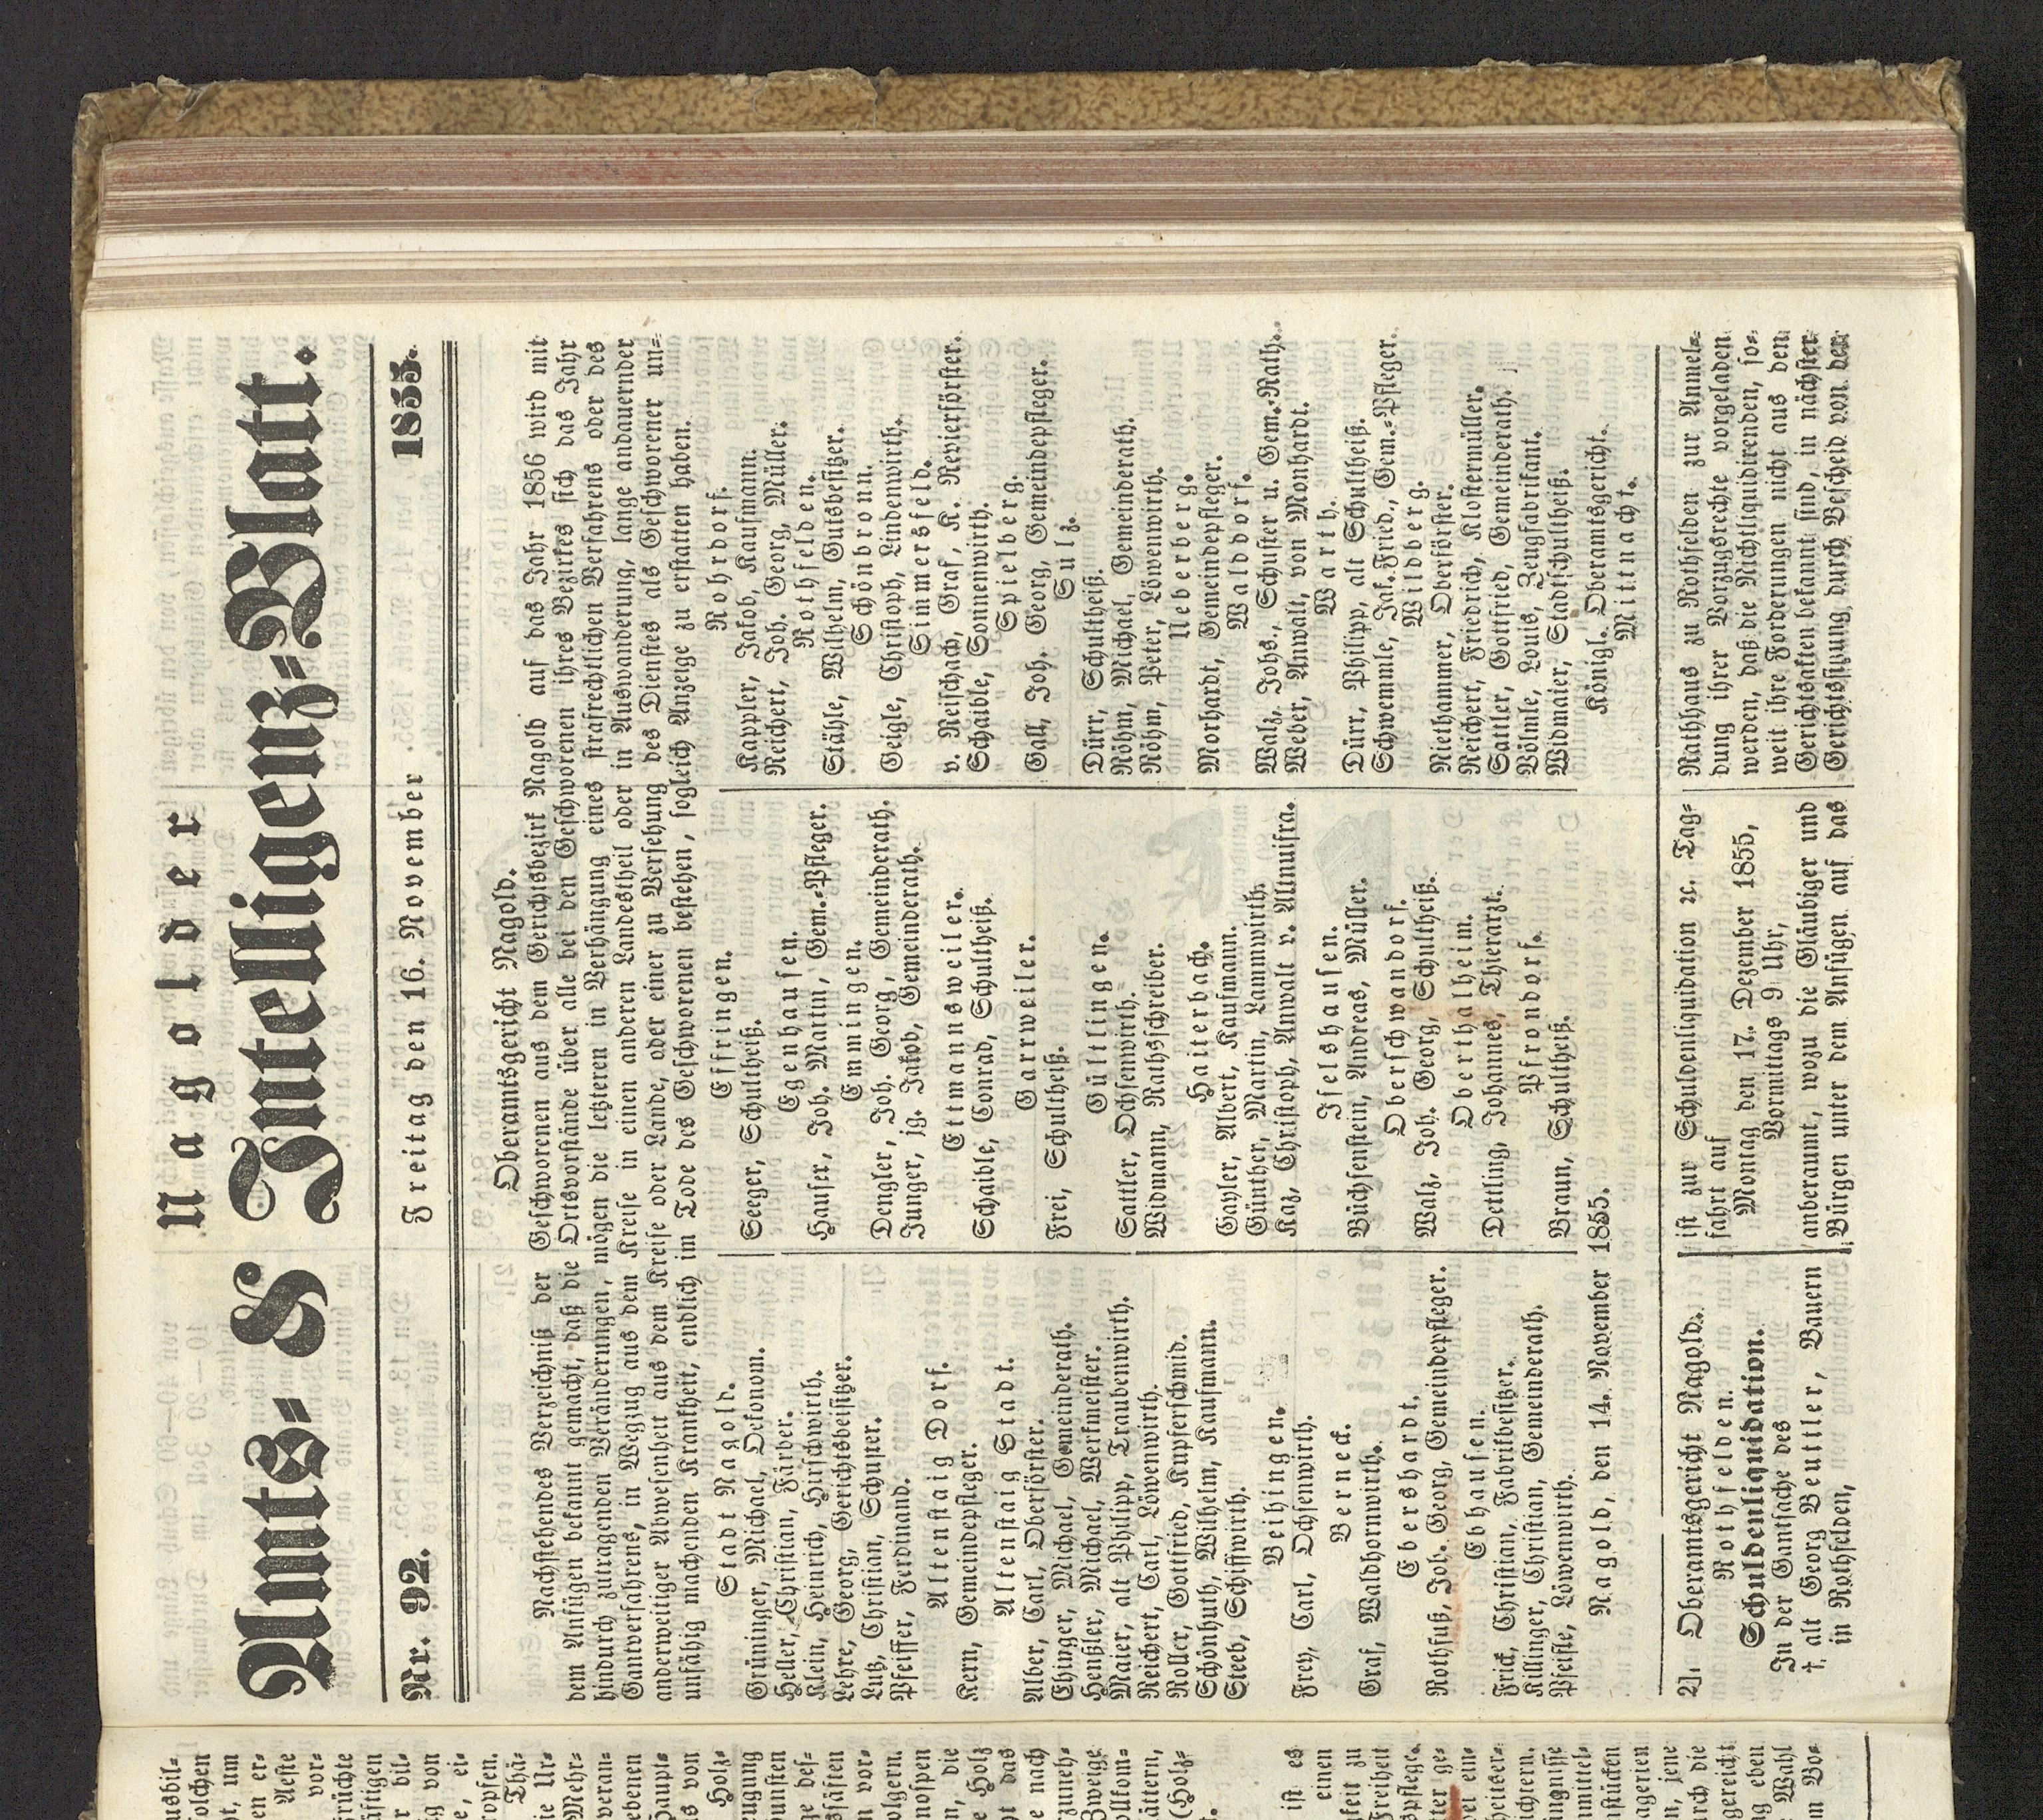 Nagolder
Amts- & Intelligenz-Blatt.
Nr. 92. Freitag den 16. November 1855.
Oberamtsgericht Nagold.
Nachstehendes Verzeichniß der Geschworenen aus dem Gerichtsbezirk Nagold auf das Jahr 1856 wird mit
dem Anfügen bekannt gemacht, daß die Ortsvorstände über alle bei den Geschworenen ihres Bezirkes sich das Jahr
hindurch zutragenden Veränderungen, mögen die letzteren in Verhängung eines strafrechtlichen Verfahrens oder des
Gantverfahrens, in Wegzug aus dem Kreise in einen anderen Landestheil oder in Auswanderung, lange andauernder
anderweitiger Abwesenheit aus dem Kreise oder Lande, oder einer zu Versehung des Dienstes als Geschworener un-
unfähig machenden Krankheit, endlich im Tode des Geschworenen bestehen, sogleich Anzeige zu erstatten haben.
Stadt Nagold.
Grüninger, Michael, Oekonom.
Heller, Christian, Färber.
Klein, Heinrich, Hirschwirth.
Lehre, Georg, Gerichtsbeisitzer.
Lutz, Christian, Schuster.
Pfeiffer, Ferdinand.
Altenstaig Dorf.
Kern, Gemeindepfleger.
Altenstaig Stadt.
Alber, Carl, Oberförster.
Ehinger, Michael, Gemeinderath.
Henßler, Michael, Werkmeister.
Maier, alt Philipp, Traubenwirth.
Reichert, Carl, Löwenwirth.
Roller, Gottfried, Kupferschmid.
Schönhuth, Wilhelm, Kaufmann.
Steeb, Schiffwirth.
Beihingen.
Frey, Carl, Ochsenwirth.
Berneck.
Graf, Waldhornwirth.
Ebershardt.
Rothfuß, Joh. Georg, Gemeindepfleger.
Ebhausen.
Frick, Christian, Fabrikbesitzer.
Killinger, Christian, Gemeinderath.
Pfeifle, Löwenwirth.
Effringen.
Seeger, Schultheiß.
Egenhausen.
Hauser, Joh. Martin, Gem.-Pfleger.
Emmingen.
Dengler, Joh. Georg, Gemeinderath.
Junger, jg. Jakob, Gemeinderath.
Ettmannsweiler.
Schaible, Conrad, Schultheiß.
Garrweiler.
Frei, Schultheiß.
Gültlingen.
Sattler, Ochsenwirth.
Widmann, Rathsschreiber.
Haiterbach.
Gayler, Albert, Kaufmann.
Günther, Martin, Lammwirth.
Kaz, Christoph, Anwalt v. Altnuifra.
Iselshausen.
Büchsenstein, Andreas, Müller.
Oberschwandorf.
Walz, Joh. Georg, Schultheiß.
Oberthalheim.
Dettling, Johannes, Thierarzt.
Pfrondorf.
Braun, Schultheiß.
Rohrdorf.
Kappler, Jakob, Kaufmann.
Reichert, Joh. Georg, Müller.
Rothfelden.
Stähle, Wilhelm, Gutsbesitzer.
Schönbronn.
Geigle, Christoph, Lindenwirth.
Simmersfeld.
v. Reischach, Graf, K. Revierförster.
Schaible, Sonnenwirth.
Spielberg.
Gall, Joh. Georg, Gemeindepfleger.
Sulz.
Dürr, Schultheiß.
Röhm, Michael, Gemeinderath.
Röhm, Peter, Löwenwirth.
Ueberberg.
Morhardt, Gemeindepfleger.
Walddorf.
Walz, Johs., Schuster u. Gem.-Rath.
Weber, Anwalt, von Monhardt.
Warth.
Dürr, Philipp, alt Schultheiß.
Schwemmle, Jak. Fried., Gem.-Pfleger.
Wildberg.
Niethammer, Oberförster.
Reichert, Friedrich, Klostermüller.
Sattler, Gottfried, Gemeinderath.
Völmle, Louis, Zeugfabrikant.
Widmaier, Stadtschultheiß.
Nagold, den 14. November 1855.
Königl. Oberamtsgericht.
Mittnacht.
2]. Oberamtsgericht Nagold.
Rothfelden.
Schuldenliquidation.
In der Gantsache des
† alt Georg Beutler, Bauern
in Rothfelden,
ist zur Schuldenliquidation ꝛc. Tag-
fahrt auf
Montag den 17. Dezember 1855,
Vormittags 9 Uhr,
anberaumt, wozu die Gläubiger und
Bürgen unter dem Anfügen auf das
Rathhaus zu Rothfelden zur Anmel-
dung ihrer Vorzugsrechte vorgeladen
werden, daß die Nichtliquidirenden, so-
weit ihre Forderungen nicht aus den
Gerichtsakten bekannt sind, in nächster
Gerichtssitzung durch Bescheid von der